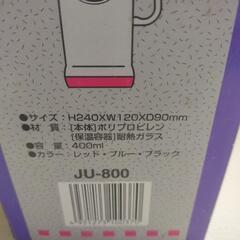 ●サイズ：H240XW120XD90mm
●材　質：[本体]ポリプロピレン
[保温容器]耐熱ガラス
●容　量：400ml
●カラー：レッド・ブルー・ブラック
JU-800